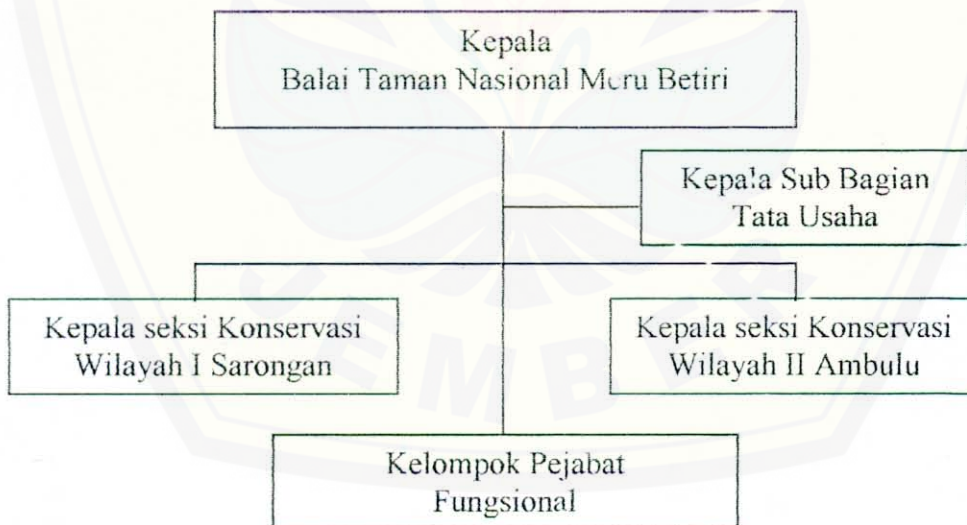 Kepala
Balai Taman Nasional Meru Betiri
Kepala Sub Bagian
Tata Usaha
Kepala seksi Konservasi
Wilayah I Sarongan
Kepala seksi Konservasi
Wilayah II Ambulu
JEMBER
Kelompok Pejabat
Fungsional